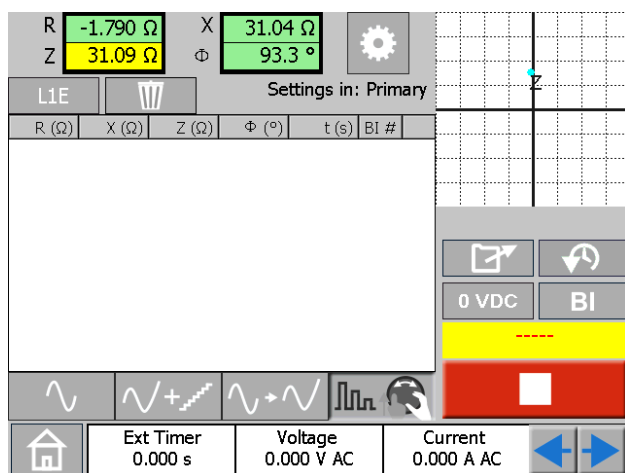 R -1.790 Ω X 31.04 Ω
Z 31.09 Ω Φ 93.3 °
Z
L1E Settings in: Primary
R (Ω) X (Ω) Z (Ω) Φ (º) t (s) BI #
0 VDC BI
-----
Ext Timer Voltage Current
0.000 s 0.000 V AC 0.000 A AC